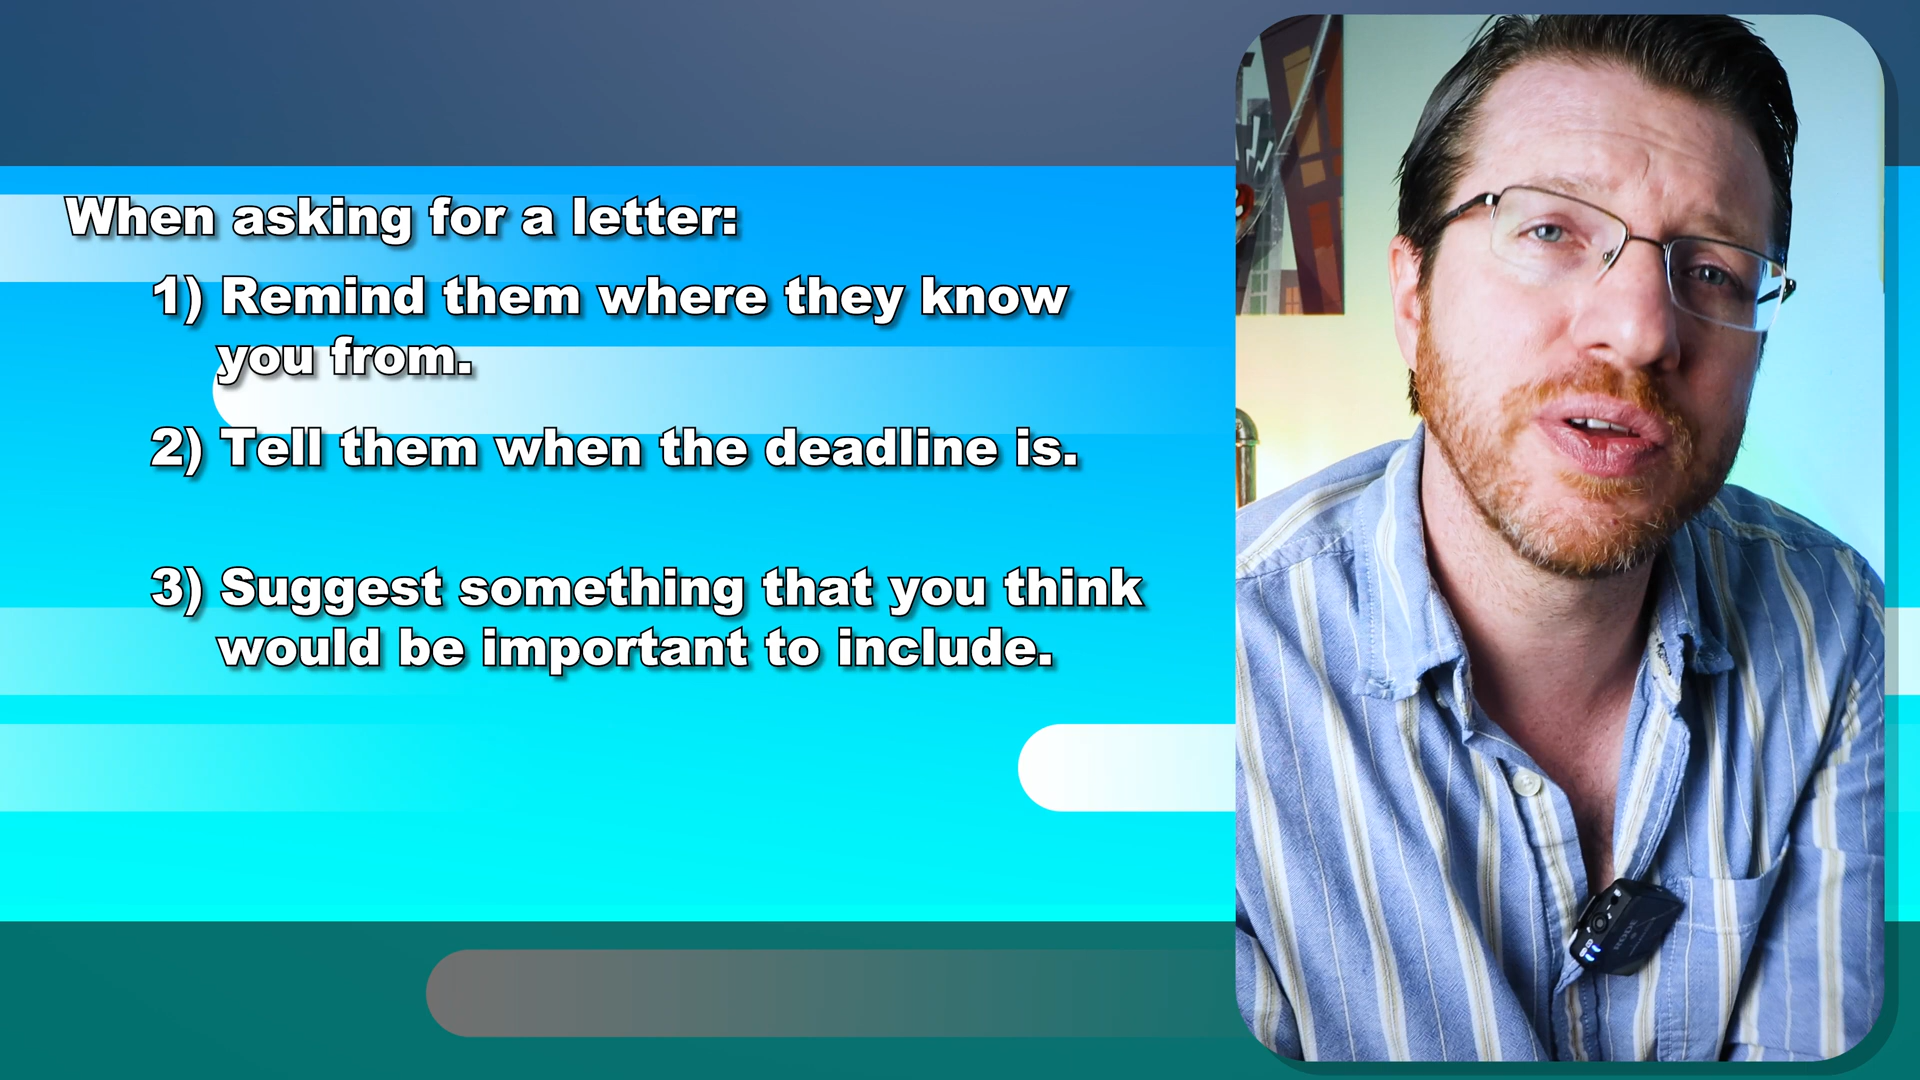 When asking for a letter:
1) Remind them where they know
you from.
2) Tell them when the deadline is.
3) Suggest something that you think
would be important to include.
RØDE